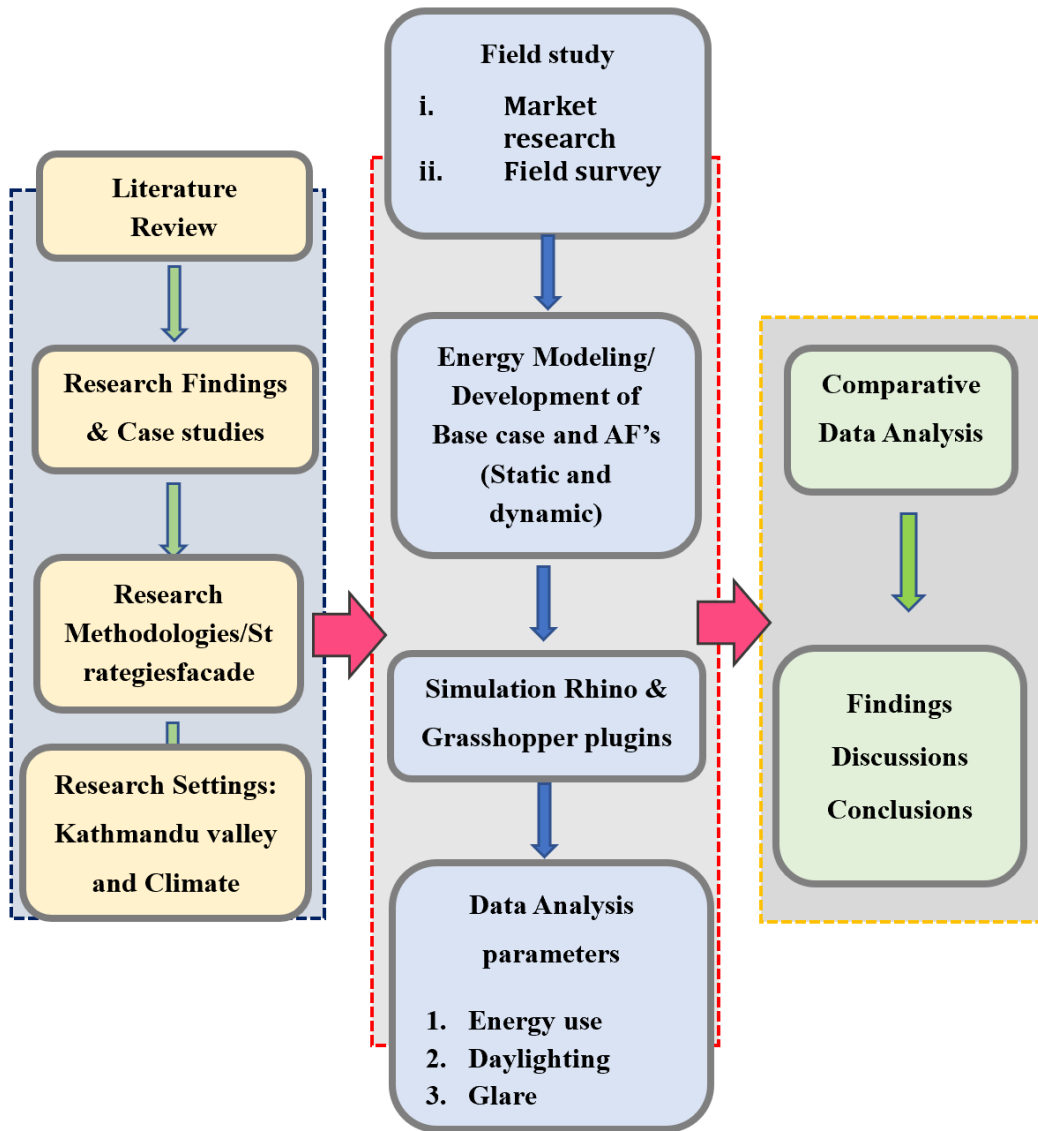 Literature
Review
Research Findings
& Case studies
Research
Methodologies/St
rategiesfacade
Research Settings:
Kathmandu valley
and Climate
Field study
i. Market
research
ii. Field survey
Energy Modeling/
Development of
Base case and AF’s
(Static and
dynamic)
Simulation Rhino &
Grasshopper plugins
Data Analysis
parameters
1. Energy use
2. Daylighting
3. Glare
Comparative
Data Analysis
Findings
Discussions
Conclusions